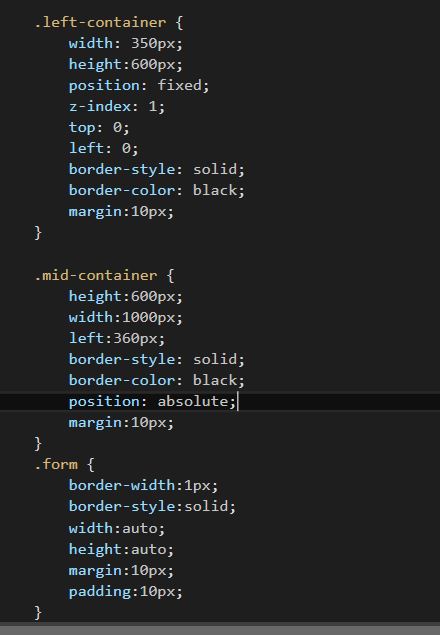 .left-container {
width: 350px;
height:600px;
position: fixed;
z-index: 1;
top: 0;
left: 0;
border-style: solid;
border-color: black;
margin:10px;
}
.mid-container {
height:600px;
width:1000px;
left:360px;
border-style: solid;
border-color: black;
position: absolute;
margin:10px;
}
.form {
border-width:1px;
border-style:solid;
width:auto;
height:auto;
margin:10px;
padding:10px;
}